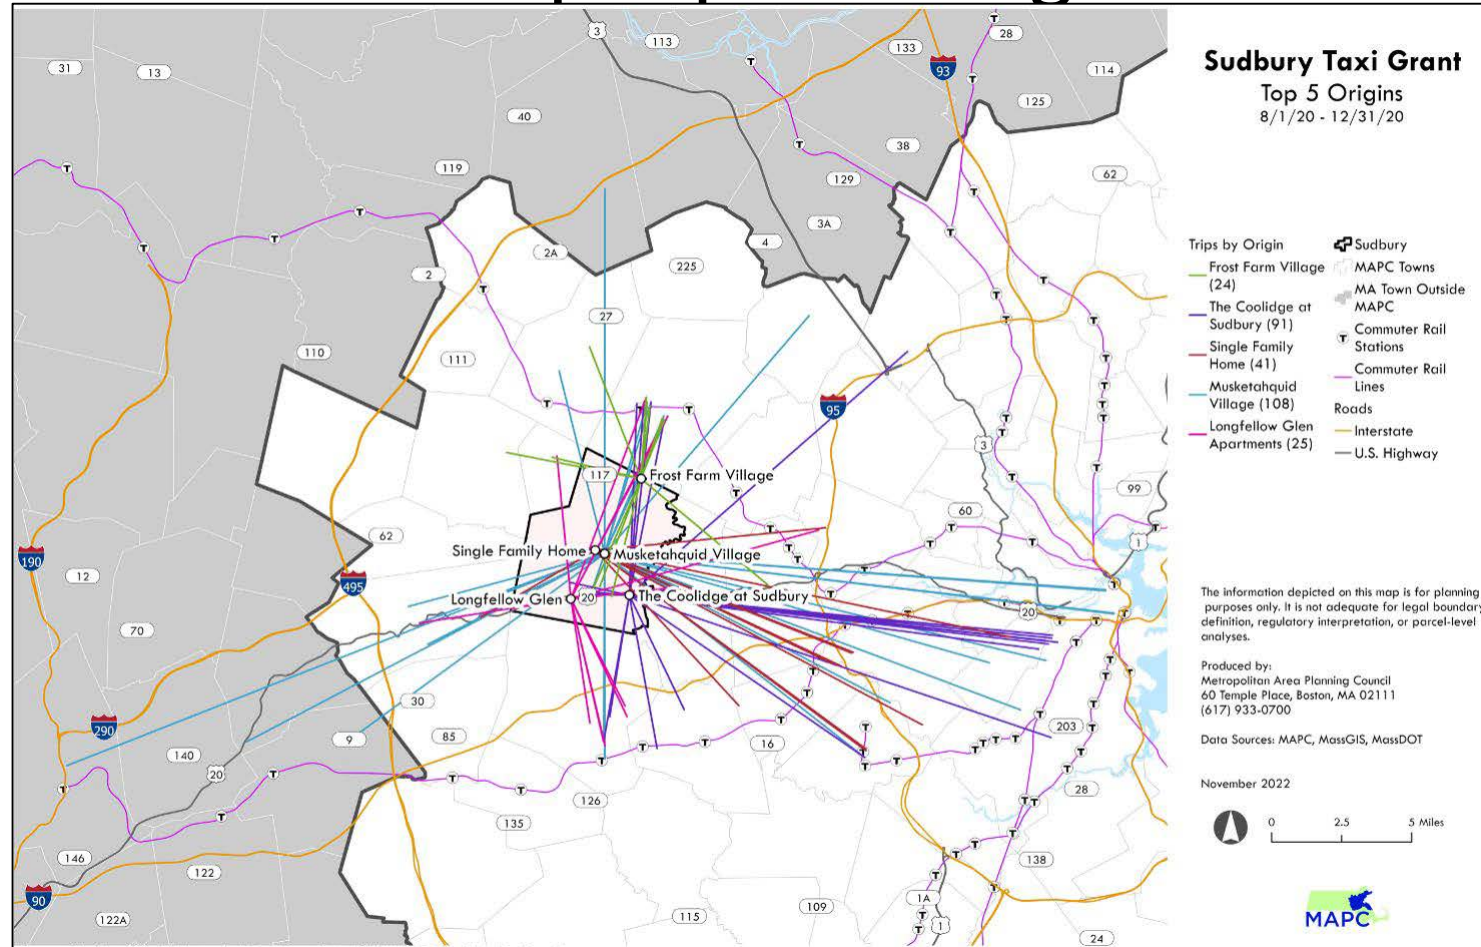 Sudbury Taxi Grant
Top 5 Origins
8/1/20 - 12/31/20
Trips by Origin
Frost Farm Village
(24)
The Coolidge at
Sudbury (91)
Single Family
Home (41)
Musketahquid
Village (108)
Longfellow Glen
Apartments (25)
Sudbury
MAPC Towns
MA Town Outside
MAPC
T
Commuter Rail
Stations
Commuter Rail
Lines
Roads
Interstate
U.S. Highway
The information depicted on this map is for planning
purposes only. It is not adequate for legal boundary
definition, regulatory interpretation, or parcel-level
analyses.
Produced by:
Metropolitan Area Planning Council
60 Temple Place, Boston, MA 02111
(617) 933-0700
Data Sources: MAPC, MassGIS, MassDOT
November 2022
0 2.5 5 Miles
MAPC
3
113
133
28
31
13
93
114
125
40
38
119
129
62
3A
4
2A
225
2
27
110
111
95
3
117
Frost Farm Village
99
60
1
62
190
Single Family Home
Musketahquid Village
12
495
Longfellow Glen
20
The Coolidge at Sudbury
20
70
30
290
9
85
203
140
16
20
28
126
135
146
138
122
90
1A
109
115
122A
1
24